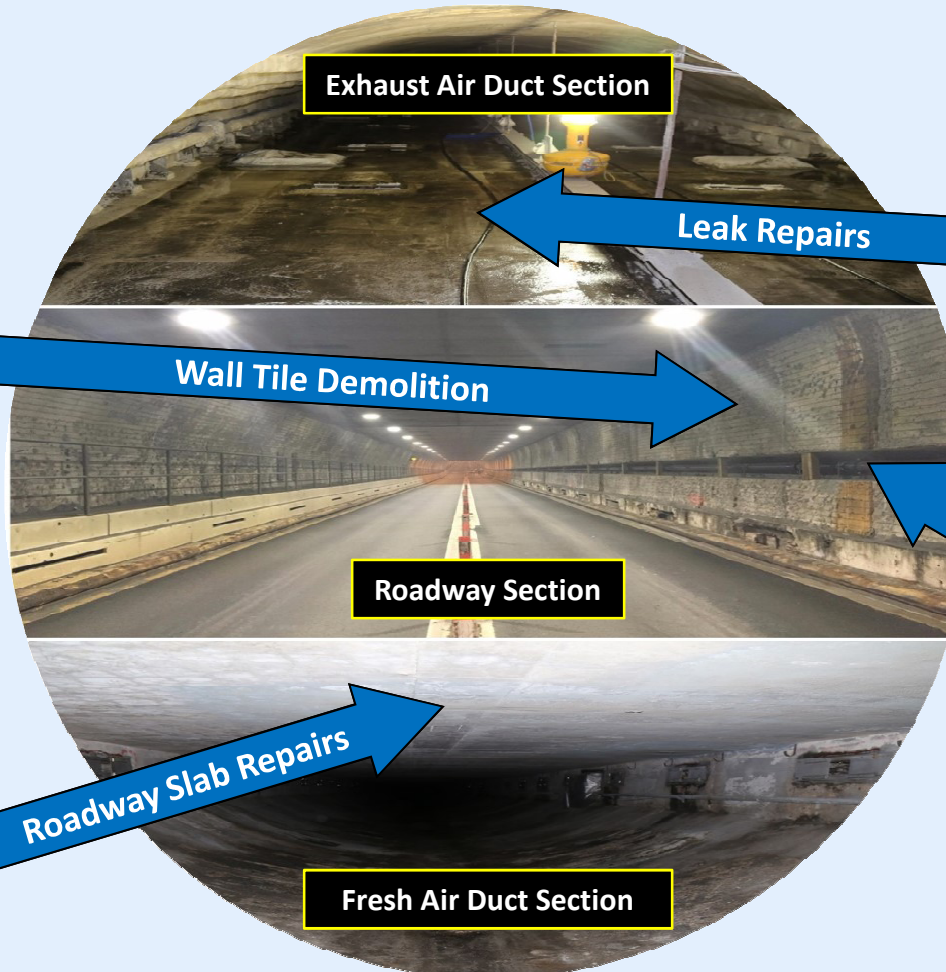 Exhaust Air Duct Section
Leak Repairs
Wall Tile Demolition
Roadway Section
Roadway Slab Repairs
Fresh Air Duct Section